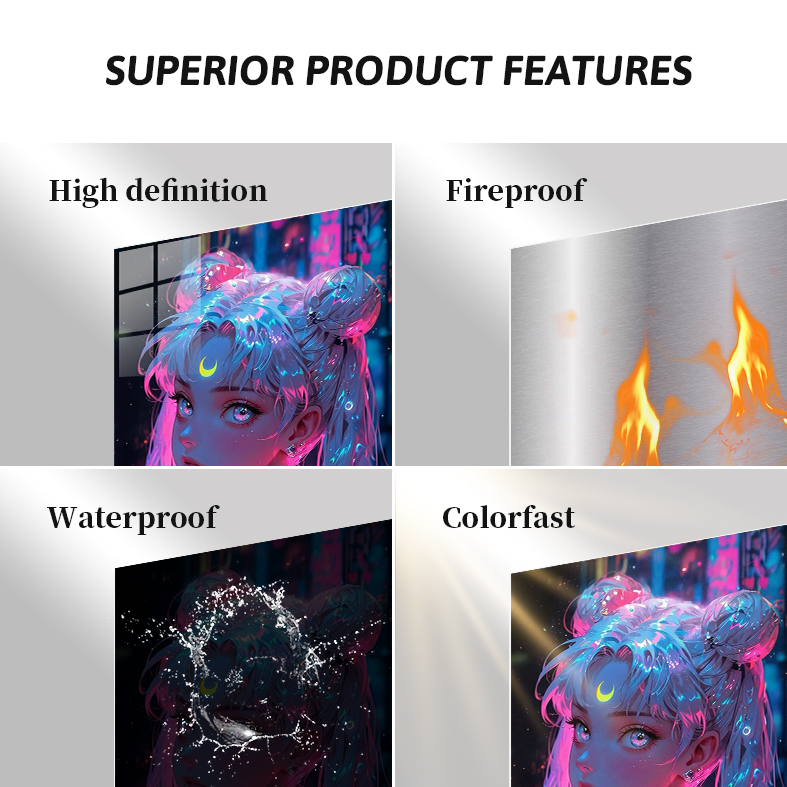 SUPERIOR PRODUCT FEATURES
High definition
Fireproof
Waterproof
Colorfast